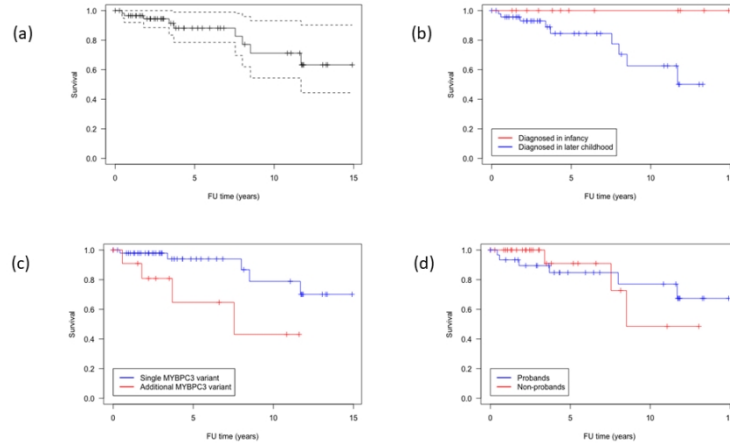 (a)
Survival
1.0
0.8
0.6
0.4
0.2
0.0
0
5
10
15
FU time (years)
(b)
Survival
1.0
0.8
0.6
0.4
0.2
0.0
Diagnosed in infancy
Diagnosed in later childhood
0
5
10
15
FU time (years)
(c)
Survival
1.0
0.8
0.6
0.4
0.2
0.0
Single MYBPC3 variant
Additional MYBPC3 variant
0
5
10
15
FU time (years)
(d)
Survival
1.0
0.8
0.6
0.4
0.2
0.0
Probands
Non-probands
0
5
10
15
FU time (years)